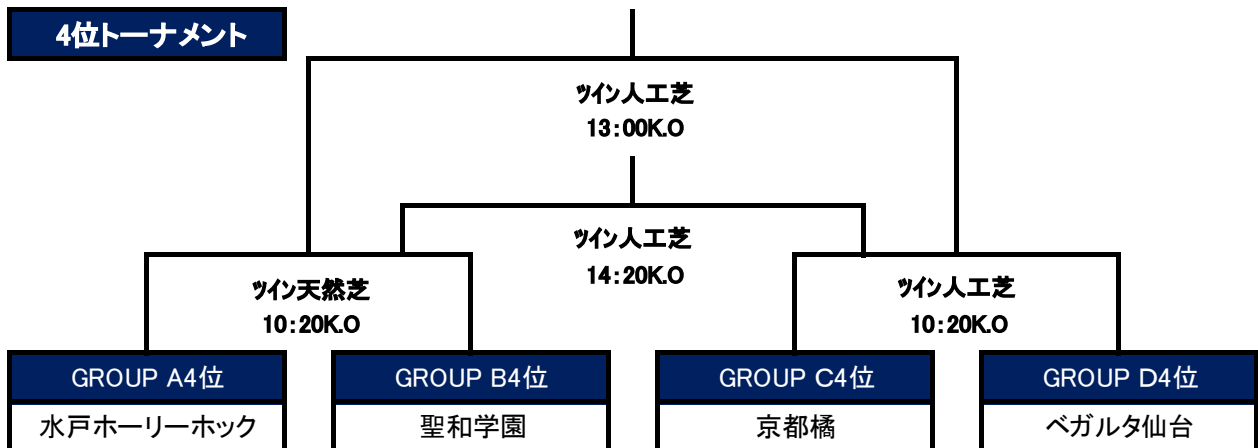 4位トーナメント
ツイン人工芝
13:00K.O
ツイン人工芝
14:20K.O
ツイン天然芝
10:20K.O
ツイン人工芝
10:20K.O
GROUP A4位
GROUP B4位
GROUP C4位
GROUP D4位
水戸ホーリーホック
聖和学園
京都橘
ベガルタ仙台